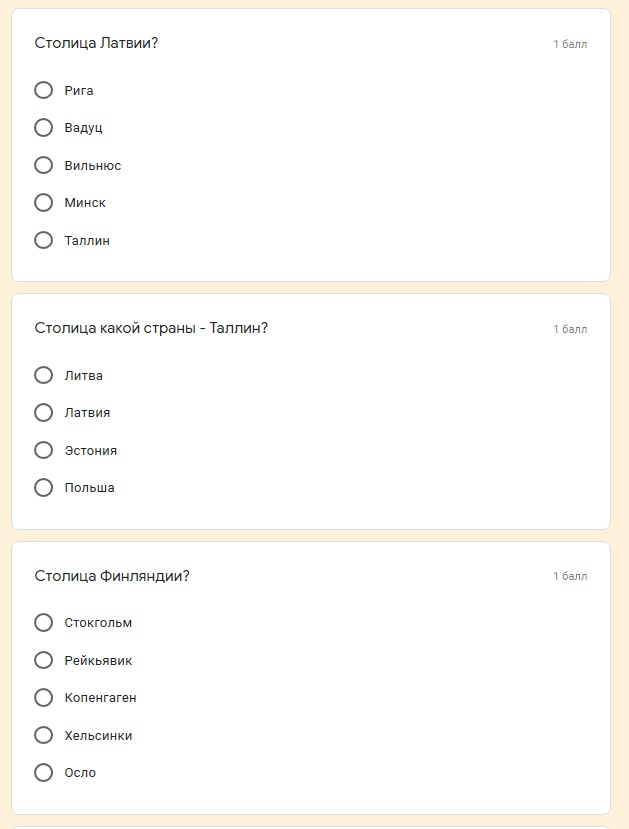 Столица Латвии?
1 балл
Рига
Вадуц
Вильнюс
Минск
Таллин
Столица какой страны - Таллин?
1 балл
Литва
Латвия
Эстония
Польша
Столица Финляндии?
1 балл
Стокгольм
Рейкьявик
Копенгаген
Хельсинки
Осло